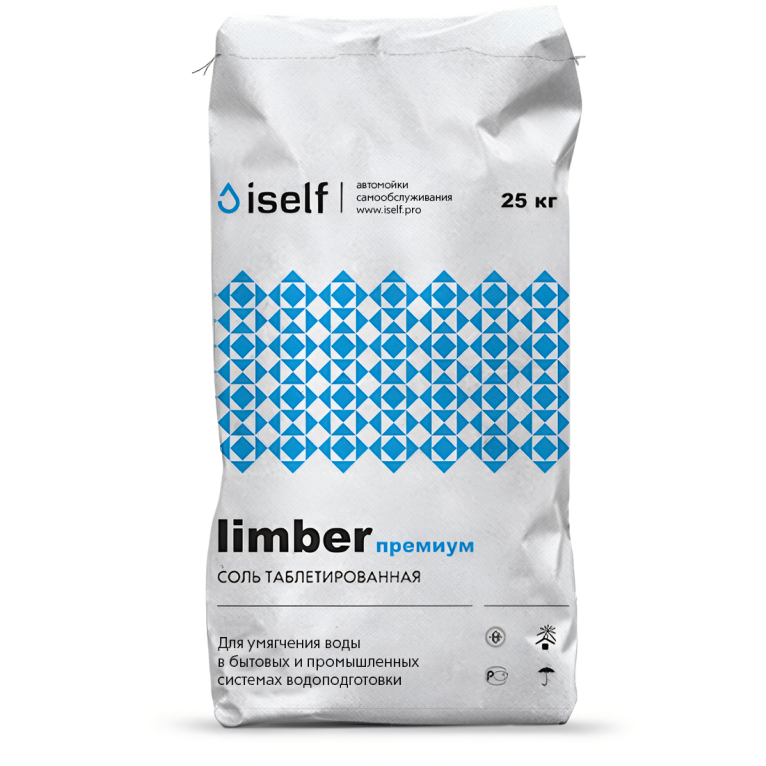 iself
автомойки
самообслуживания
www.iself.pro
25 кг
limber премиум
СОЛЬ ТАБЛЕТИРОВАННАЯ
Для умягчения воды
в бытовых и промышленных
системах водоподготовки